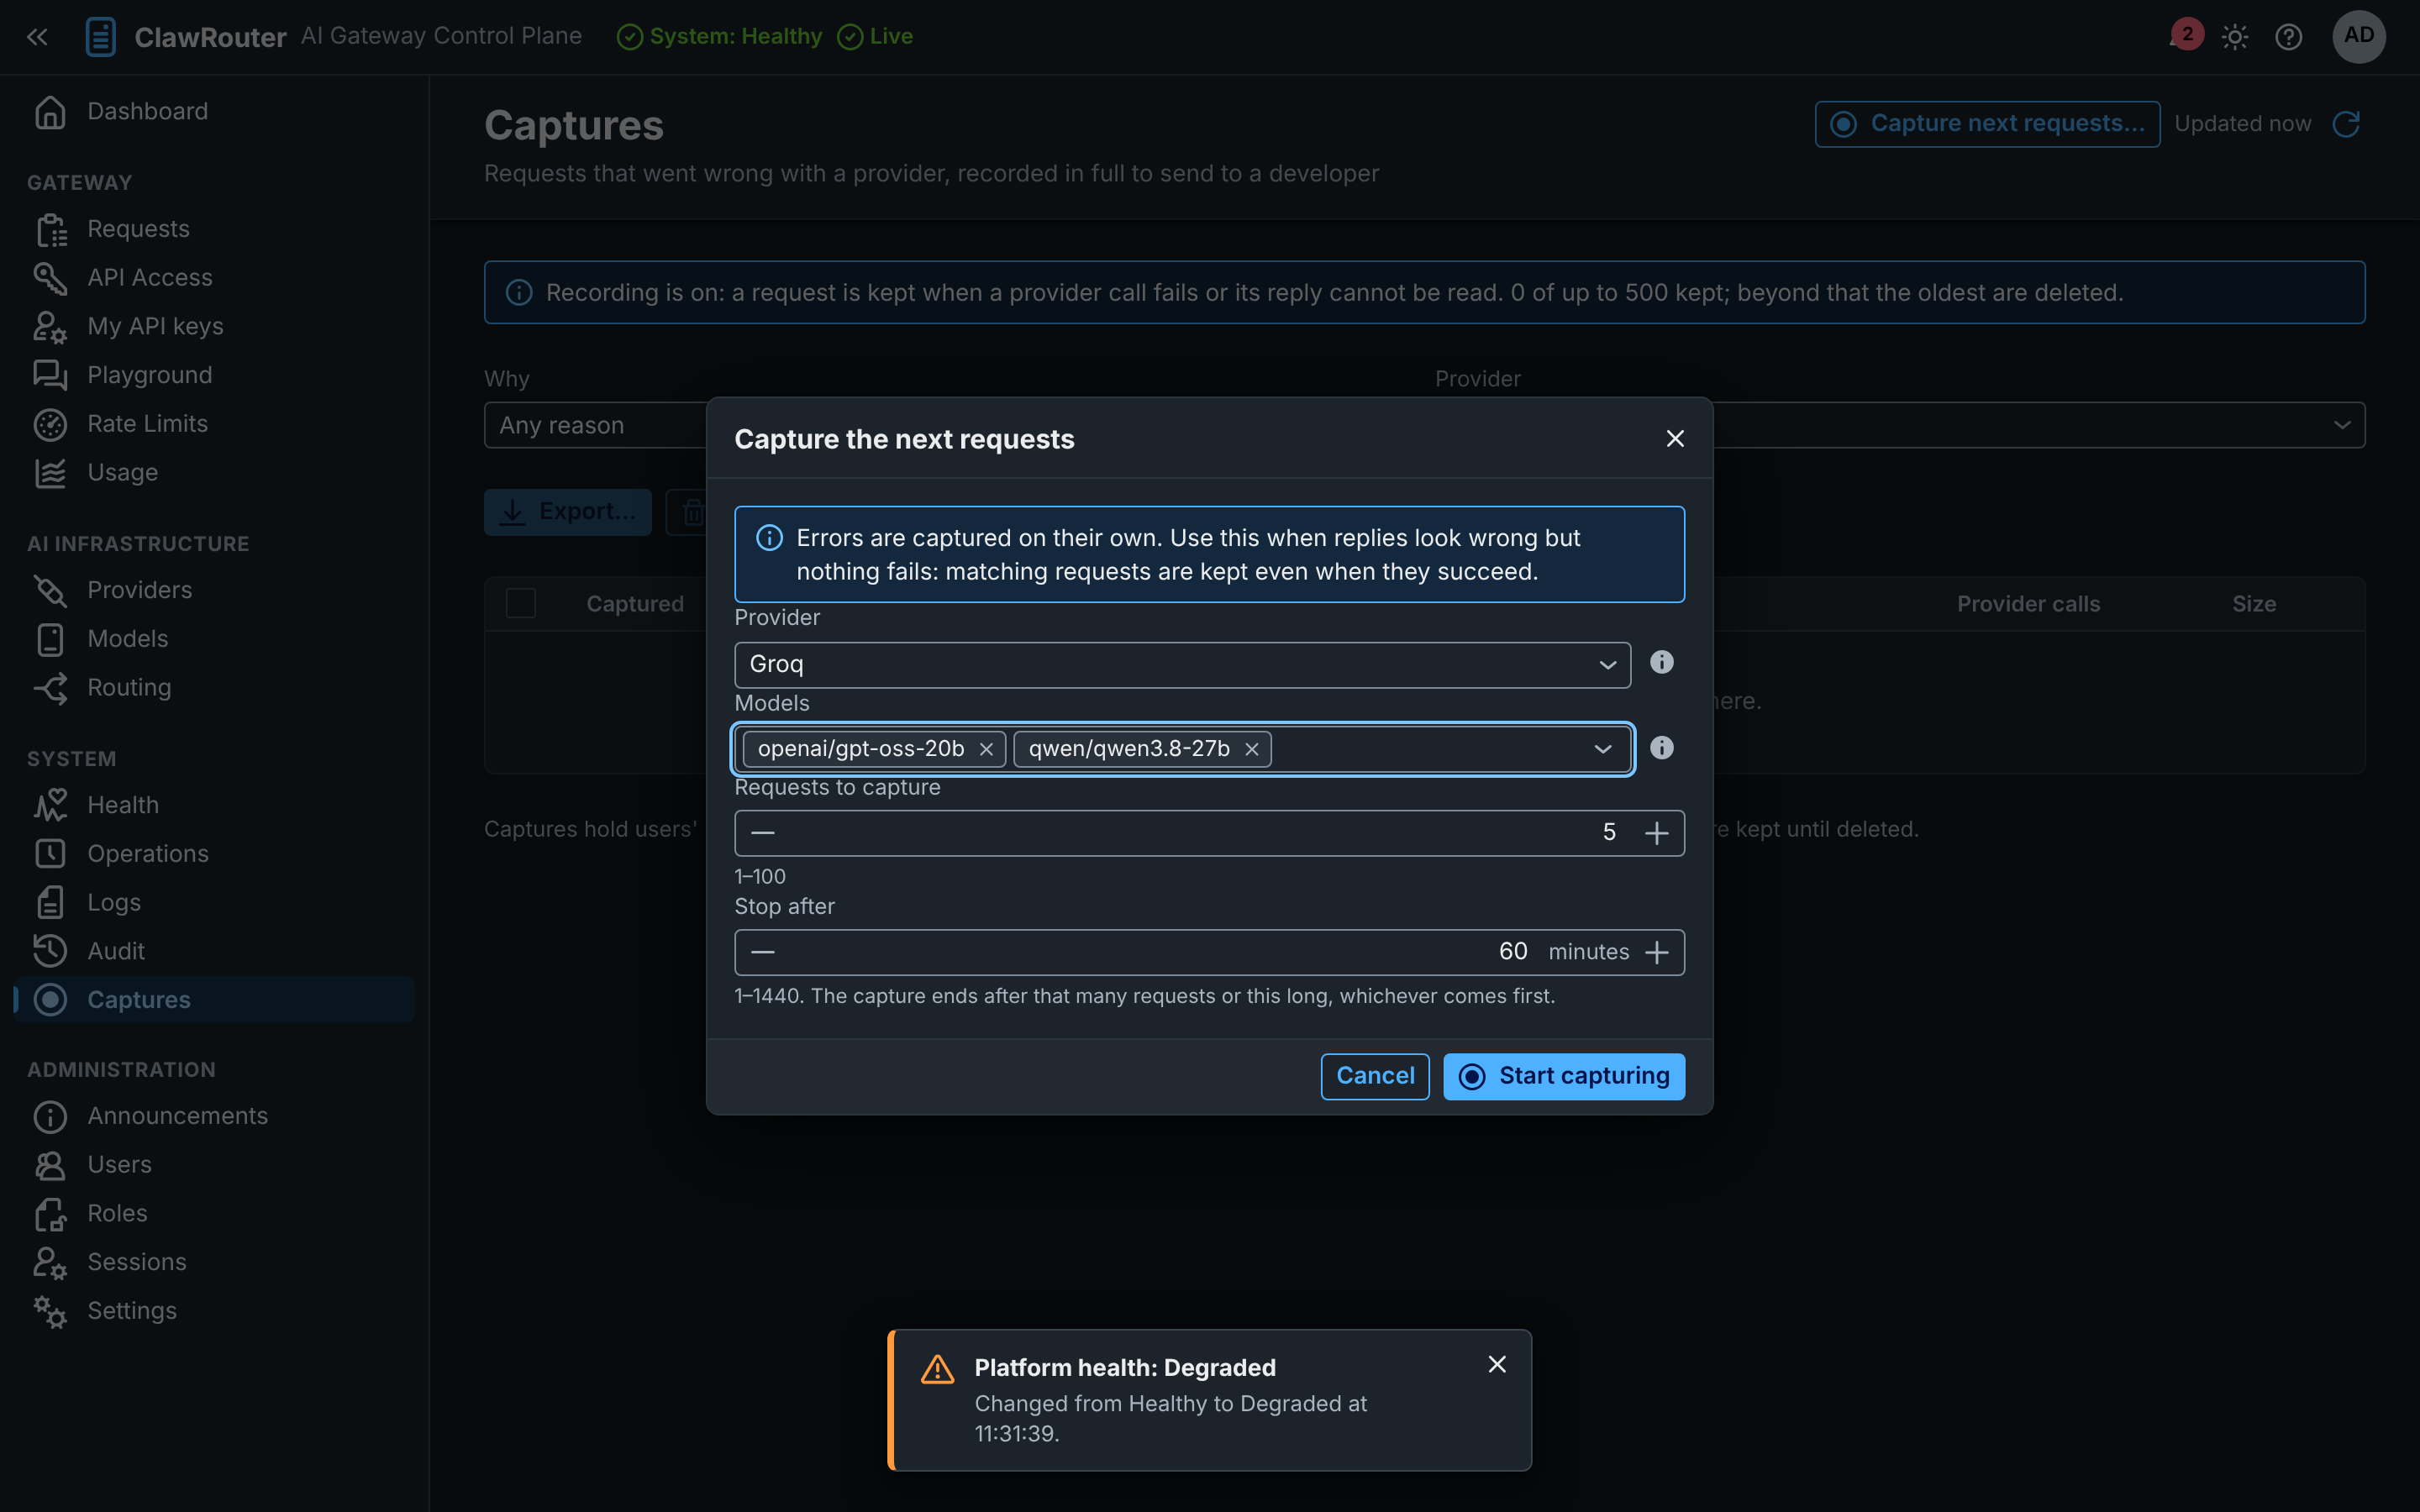 ClawRouter AI Gateway Control Plane System: Healthy Live 2 AD
Dashboard
GATEWAY
Requests
API Access
My API keys
Playground
Rate Limits
Usage
AI INFRASTRUCTURE
Providers
Models
Routing
SYSTEM
Health
Operations
Logs
Audit
Captures
ADMINISTRATION
Announcements
Users
Roles
Sessions
Settings
Captures
Capture next requests... Updated now
Requests that went wrong with a provider, recorded in full to send to a developer
Recording is on: a request is kept when a provider call fails or its reply cannot be read. 0 of up to 500 kept; beyond that the oldest are deleted.
Why Provider
Any reason
Export...
Captured Provider calls Size
here.
Captures hold users' kept until deleted.
Capture the next requests
Errors are captured on their own. Use this when replies look wrong but
nothing fails: matching requests are kept even when they succeed.
Provider
Groq
Models
openai/gpt-oss-20b qwen/qwen3.8-27b
Requests to capture
5
1–100
Stop after
60 minutes
1–1440. The capture ends after that many requests or this long, whichever comes first.
Cancel Start capturing
Platform health: Degraded
Changed from Healthy to Degraded at
11:31:39.